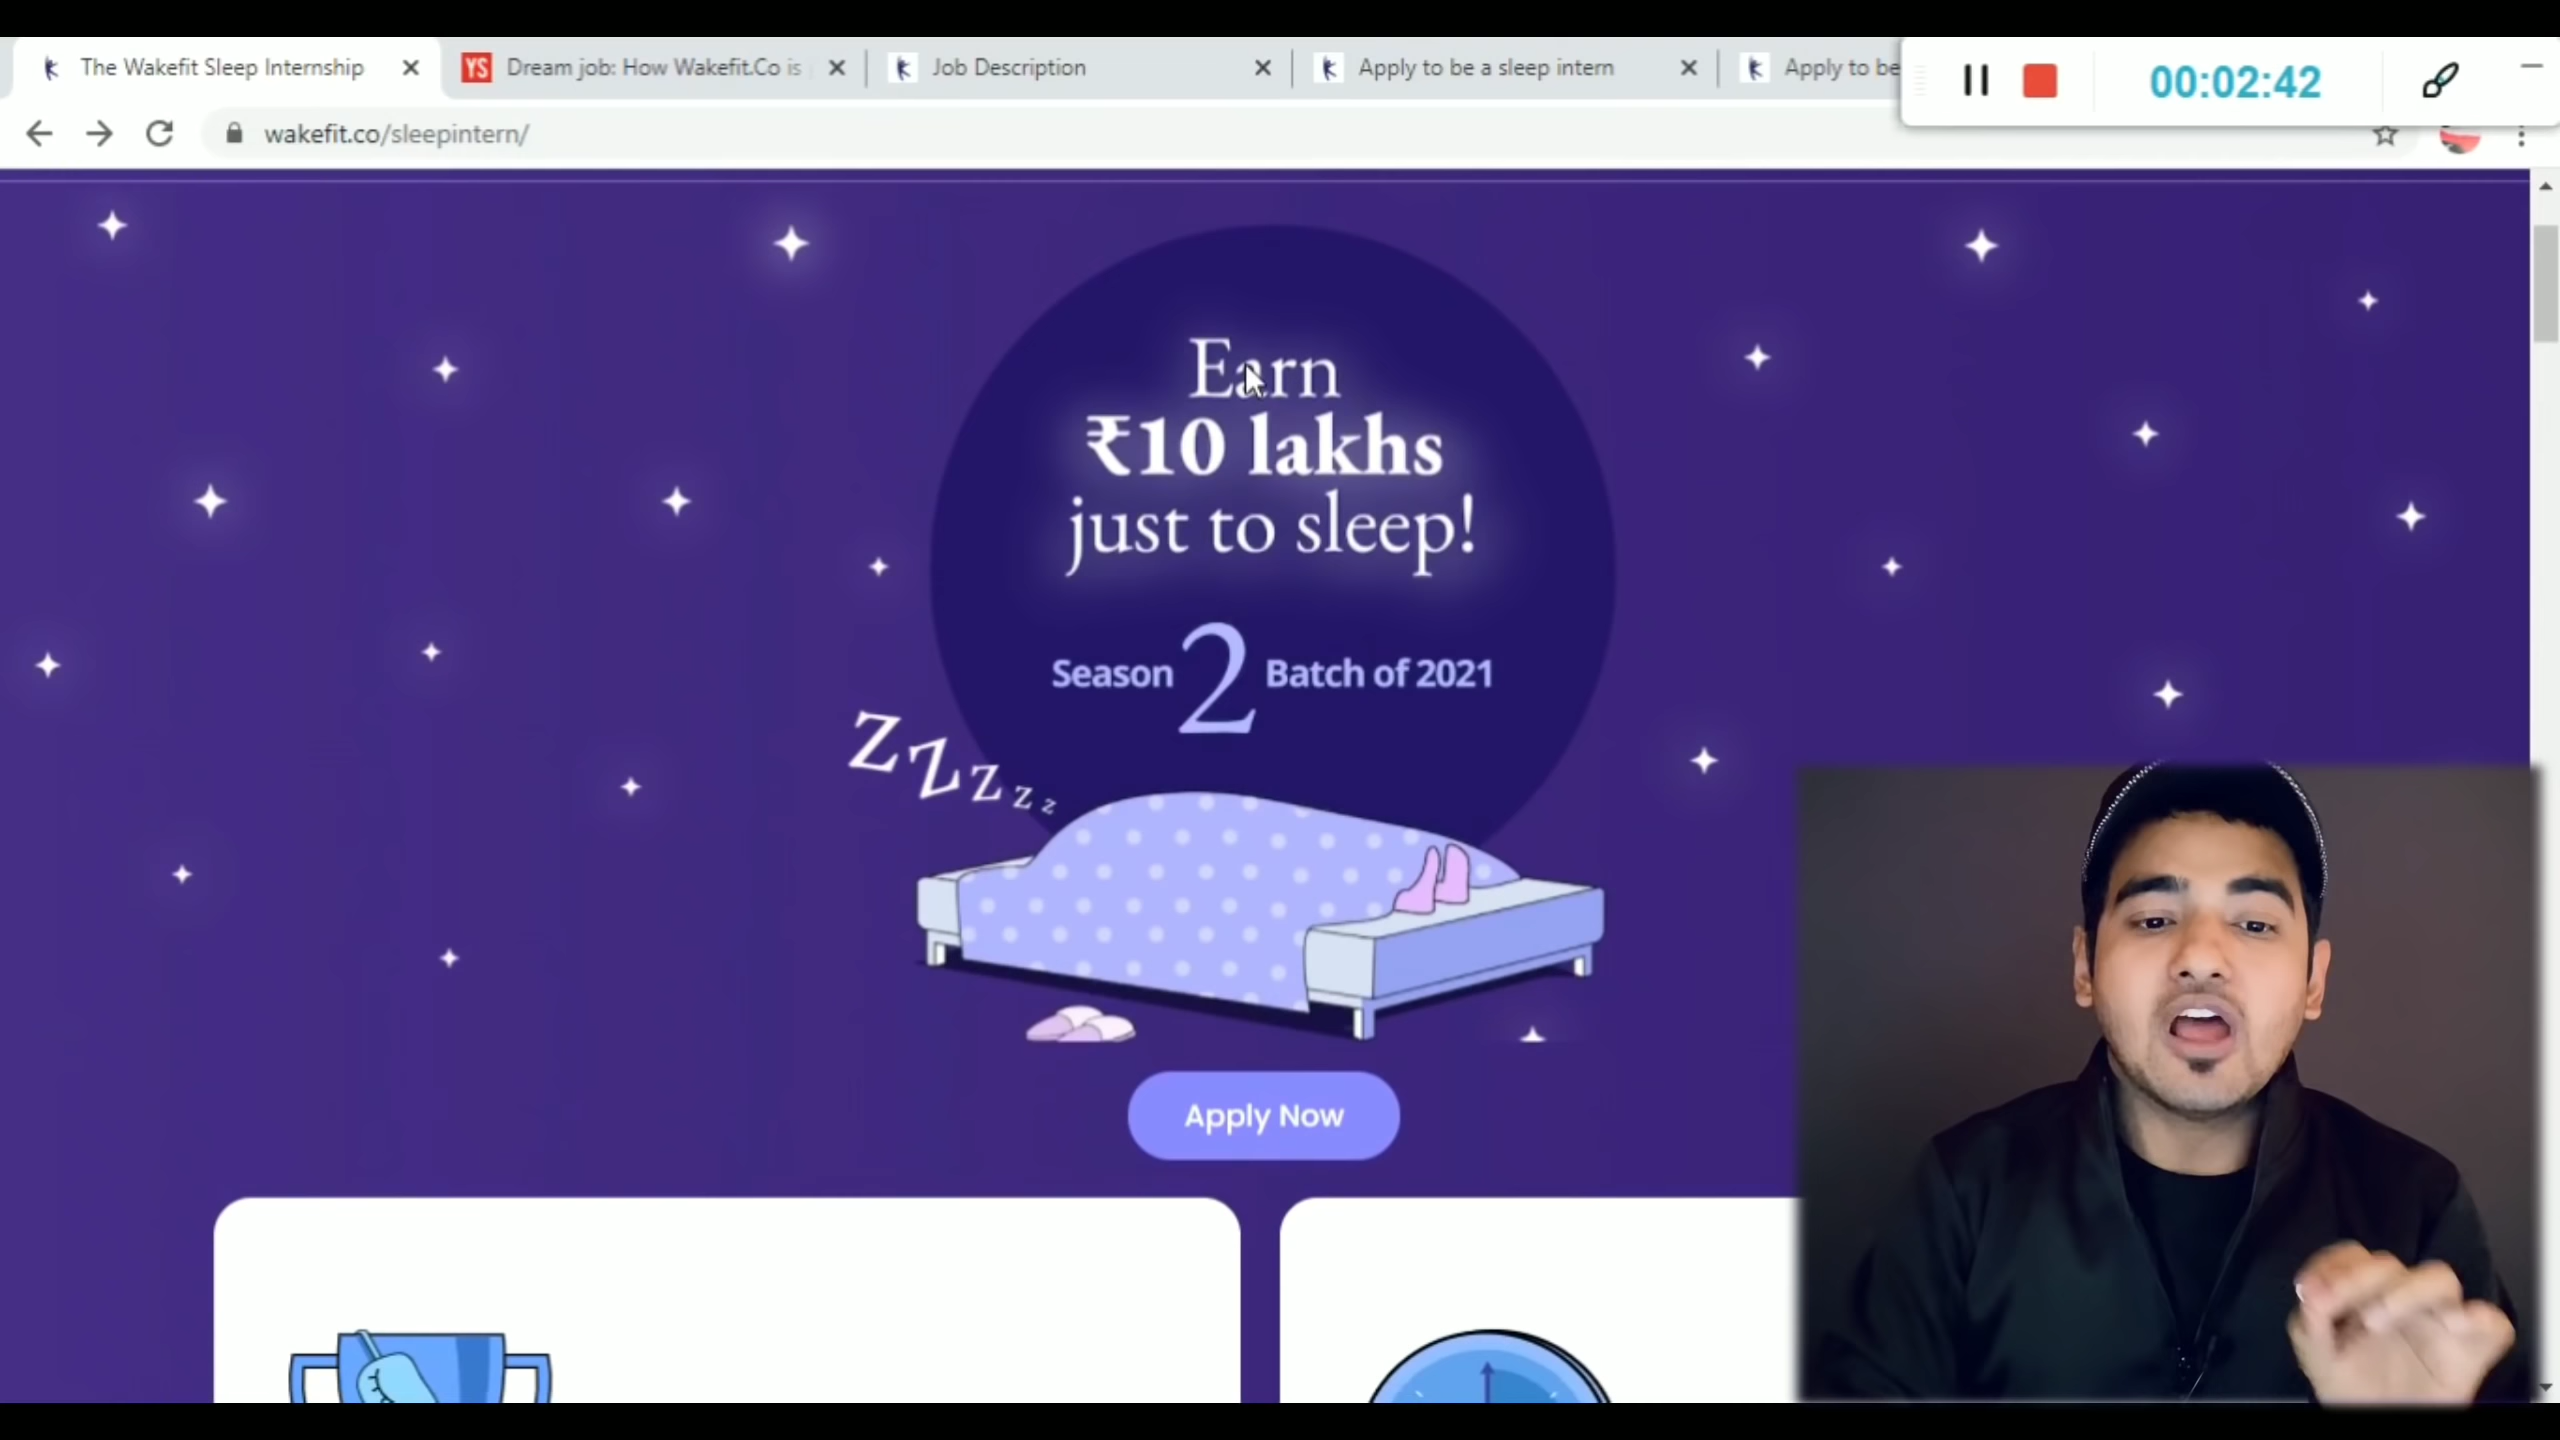 The Wakefit Sleep Internship
YS
Dream job: How Wakefit.Co is
Job Description
Apply to be a sleep intern
Apply to be
00:02:42
wakefit.co/sleepintern/
Earn
₹10 lakhs
just to sleep!
Season 2 Batch of 2021
Z Z Z z z
Apply Now